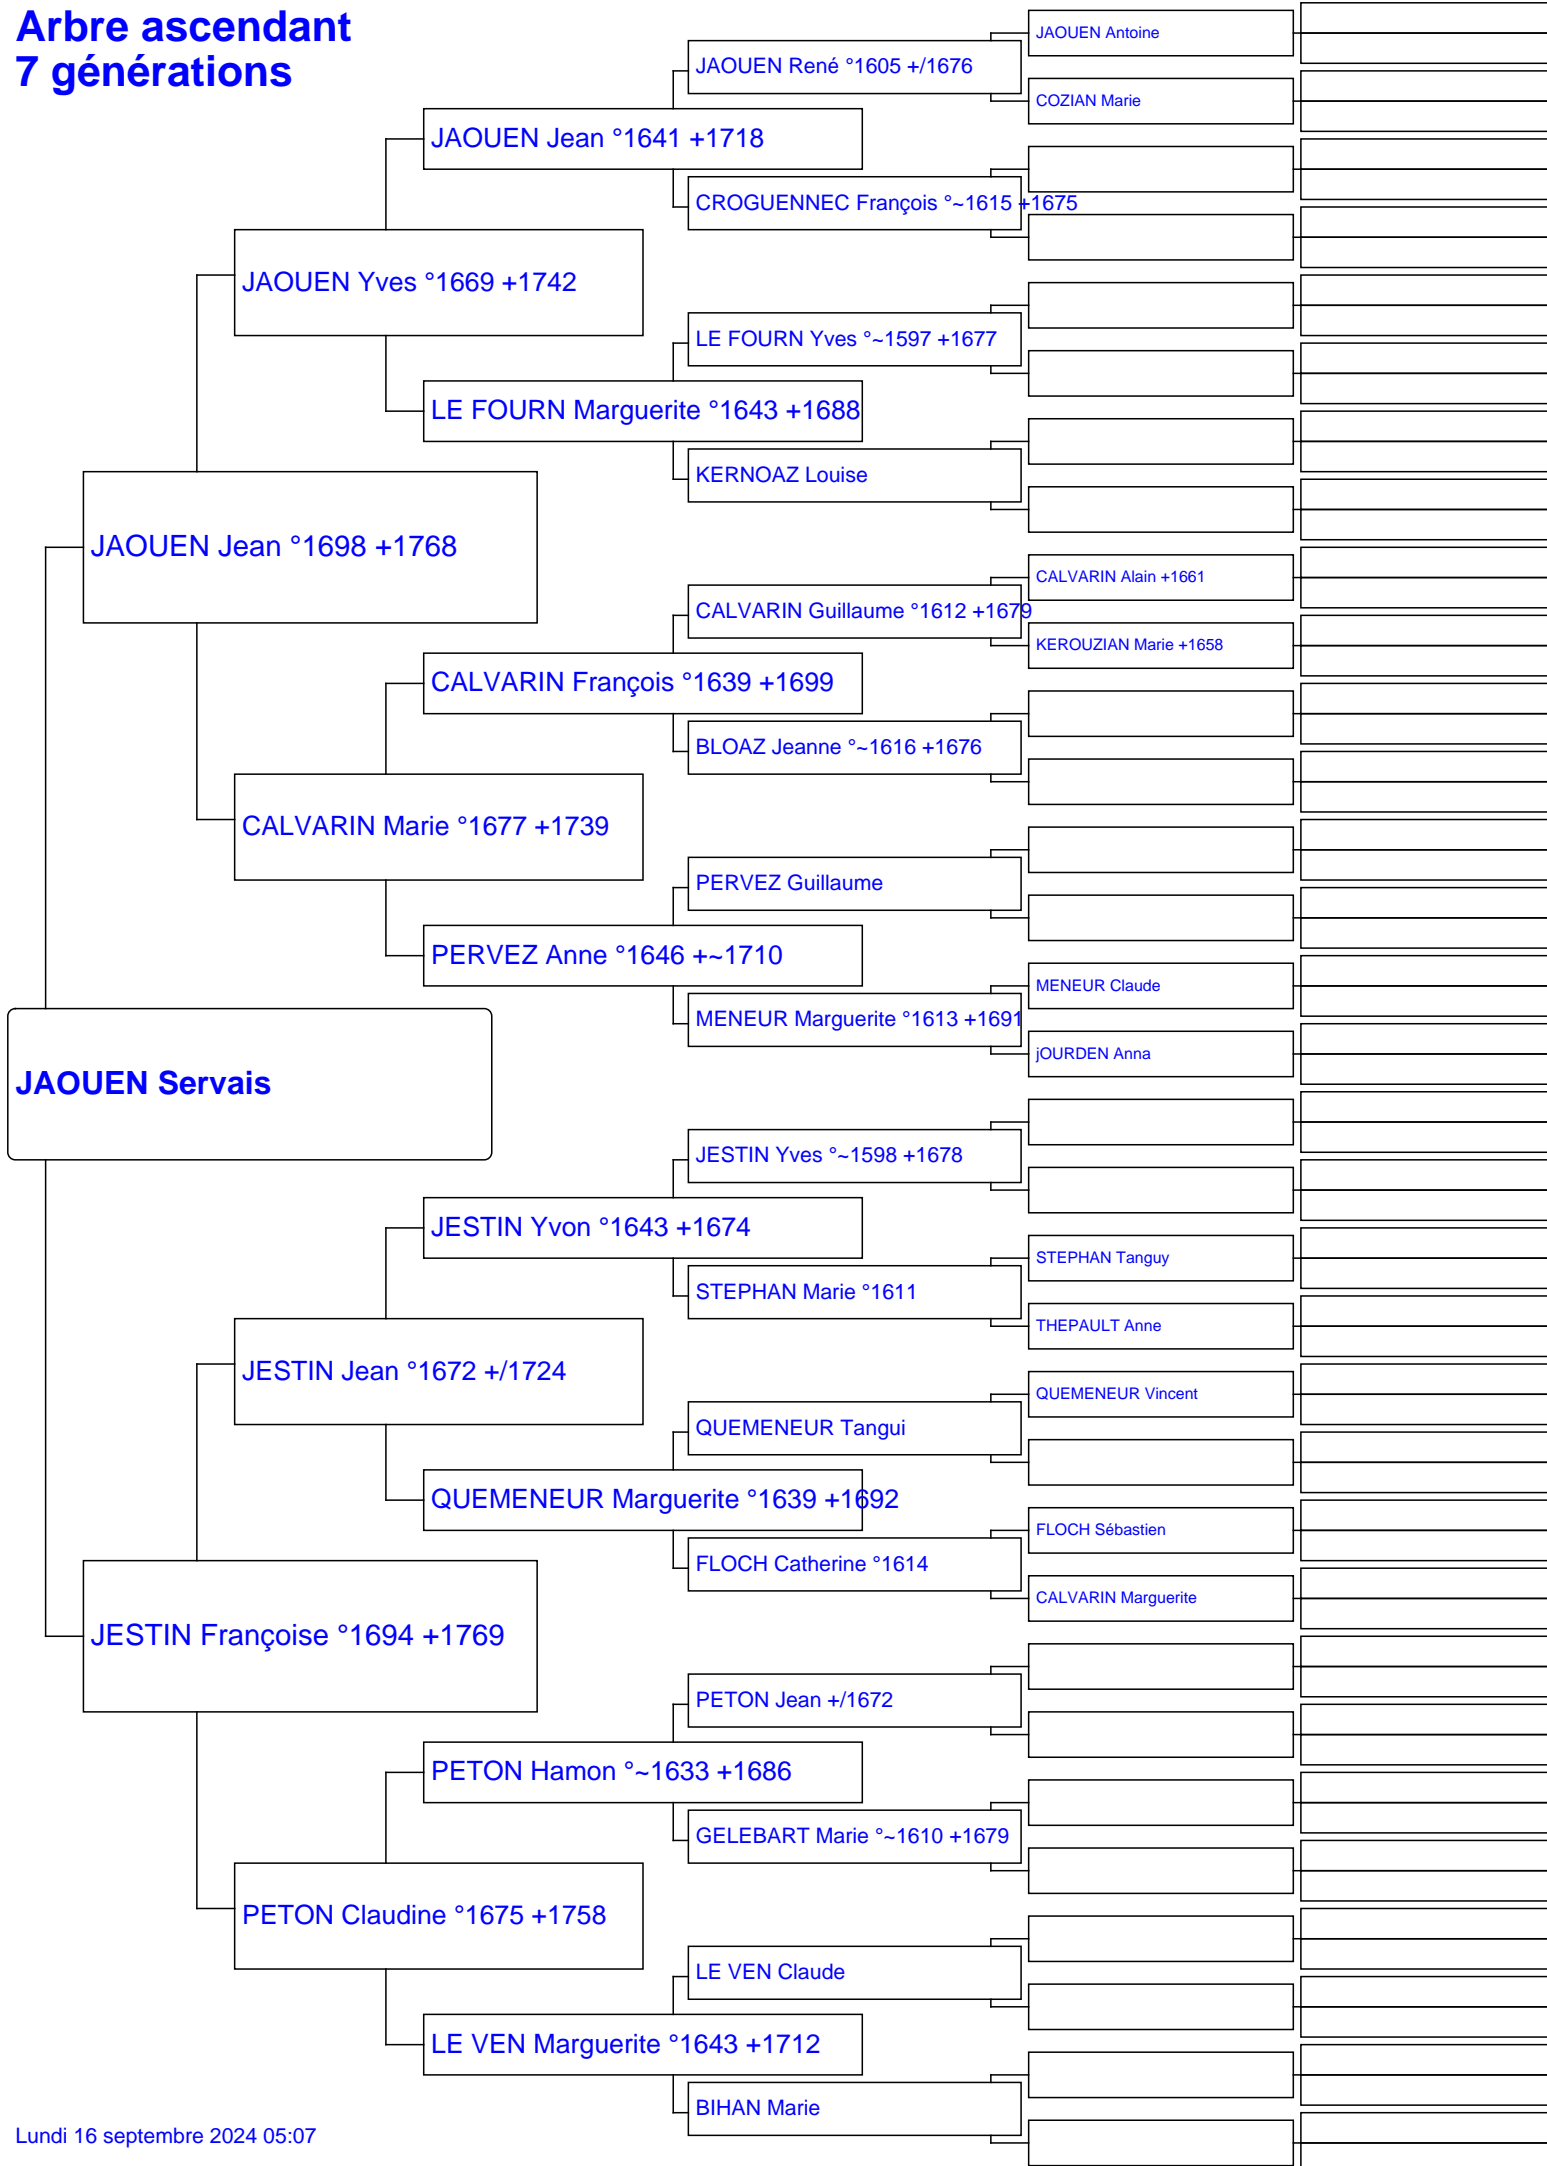 Arbre ascendant
7 générations
JAOUEN Antoine
JAOUEN René °1605 +/1676
COZIAN Marie
JAOUEN Jean °1641 +1718
CROGUENNEC François °~1615 +1675
JAOUEN Yves °1669 +1742
LE FOURN Yves °~1597 +1677
LE FOURN Marguerite °1643 +1688
KERNOAZ Louise
JAOUEN Jean °1698 +1768
CALVARIN Alain +1661
CALVARIN Guillaume °1612 +1679
KEROUZIAN Marie +1658
CALVARIN François °1639 +1699
BLOAZ Jeanne °~1616 +1676
CALVARIN Marie °1677 +1739
PERVEZ Guillaume
PERVEZ Anne °1646 +~1710
MENEUR Claude
MENEUR Marguerite °1613 +1691
jOURDEN Anna
JAOUEN Servais
JESTIN Yves °~1598 +1678
JESTIN Yvon °1643 +1674
STEPHAN Tanguy
STEPHAN Marie °1611
THEPAULT Anne
JESTIN Jean °1672 +/1724
QUEMENEUR Vincent
QUEMENEUR Tangui
QUEMENEUR Marguerite °1639 +1692
FLOCH Sébastien
FLOCH Catherine °1614
CALVARIN Marguerite
JESTIN Françoise °1694 +1769
PETON Jean +/1672
PETON Hamon °~1633 +1686
GELEBART Marie °~1610 +1679
PETON Claudine °1675 +1758
LE VEN Claude
LE VEN Marguerite °1643 +1712
BIHAN Marie
Lundi 16 septembre 2024 05:07